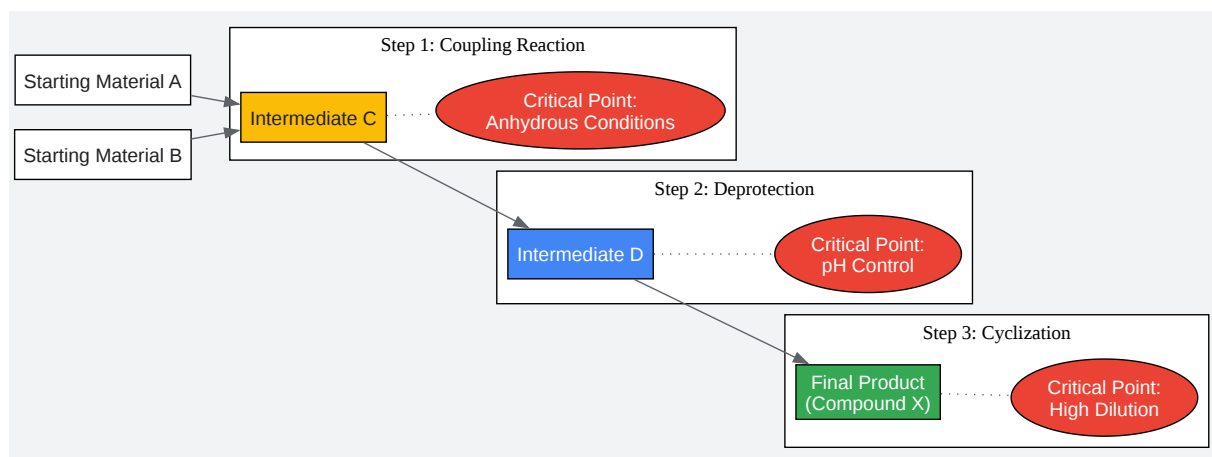 Step 1: Coupling Reaction
Starting Material A
Starting Material B
Intermediate C
Critical Point:
Anhydrous Conditions
Step 2: Deprotection
Intermediate D
Critical Point:
pH Control
Step 3: Cyclization
Final Product
(Compound X)
Critical Point:
High Dilution